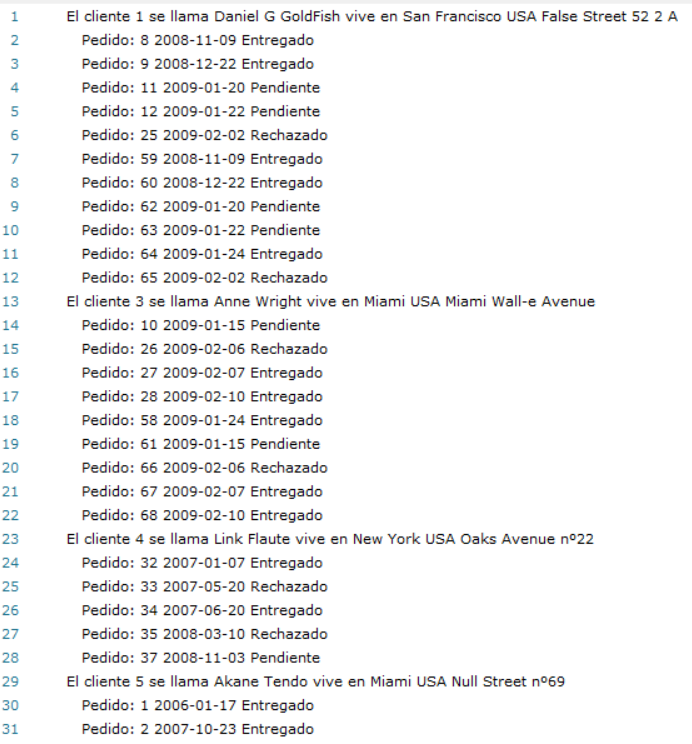 1 El cliente 1 se llama Daniel G GoldFish vive en San Francisco USA False Street 52 2 A
2 Pedido: 8 2008-11-09 Entregado
3 Pedido: 9 2008-12-22 Entregado
4 Pedido: 11 2009-01-20 Pendiente
5 Pedido: 12 2009-01-22 Pendiente
6 Pedido: 25 2009-02-02 Rechazado
7 Pedido: 59 2008-11-09 Entregado
8 Pedido: 60 2008-12-22 Entregado
9 Pedido: 62 2009-01-20 Pendiente
10 Pedido: 63 2009-01-22 Pendiente
11 Pedido: 64 2009-01-24 Entregado
12 Pedido: 65 2009-02-02 Rechazado
13 El cliente 3 se llama Anne Wright vive en Miami USA Miami Wall-e Avenue
14 Pedido: 10 2009-01-15 Pendiente
15 Pedido: 26 2009-02-06 Rechazado
16 Pedido: 27 2009-02-07 Entregado
17 Pedido: 28 2009-02-10 Entregado
18 Pedido: 58 2009-01-24 Entregado
19 Pedido: 61 2009-01-15 Pendiente
20 Pedido: 66 2009-02-06 Rechazado
21 Pedido: 67 2009-02-07 Entregado
22 Pedido: 68 2009-02-10 Entregado
23 El cliente 4 se llama Link Flaute vive en New York USA Oaks Avenue nº22
24 Pedido: 32 2007-01-07 Entregado
25 Pedido: 33 2007-05-20 Rechazado
26 Pedido: 34 2007-06-20 Entregado
27 Pedido: 35 2008-03-10 Rechazado
28 Pedido: 37 2008-11-03 Pendiente
29 El cliente 5 se llama Akane Tendo vive en Miami USA Null Street nº69
30 Pedido: 1 2006-01-17 Entregado
31 Pedido: 2 2007-10-23 Entregado